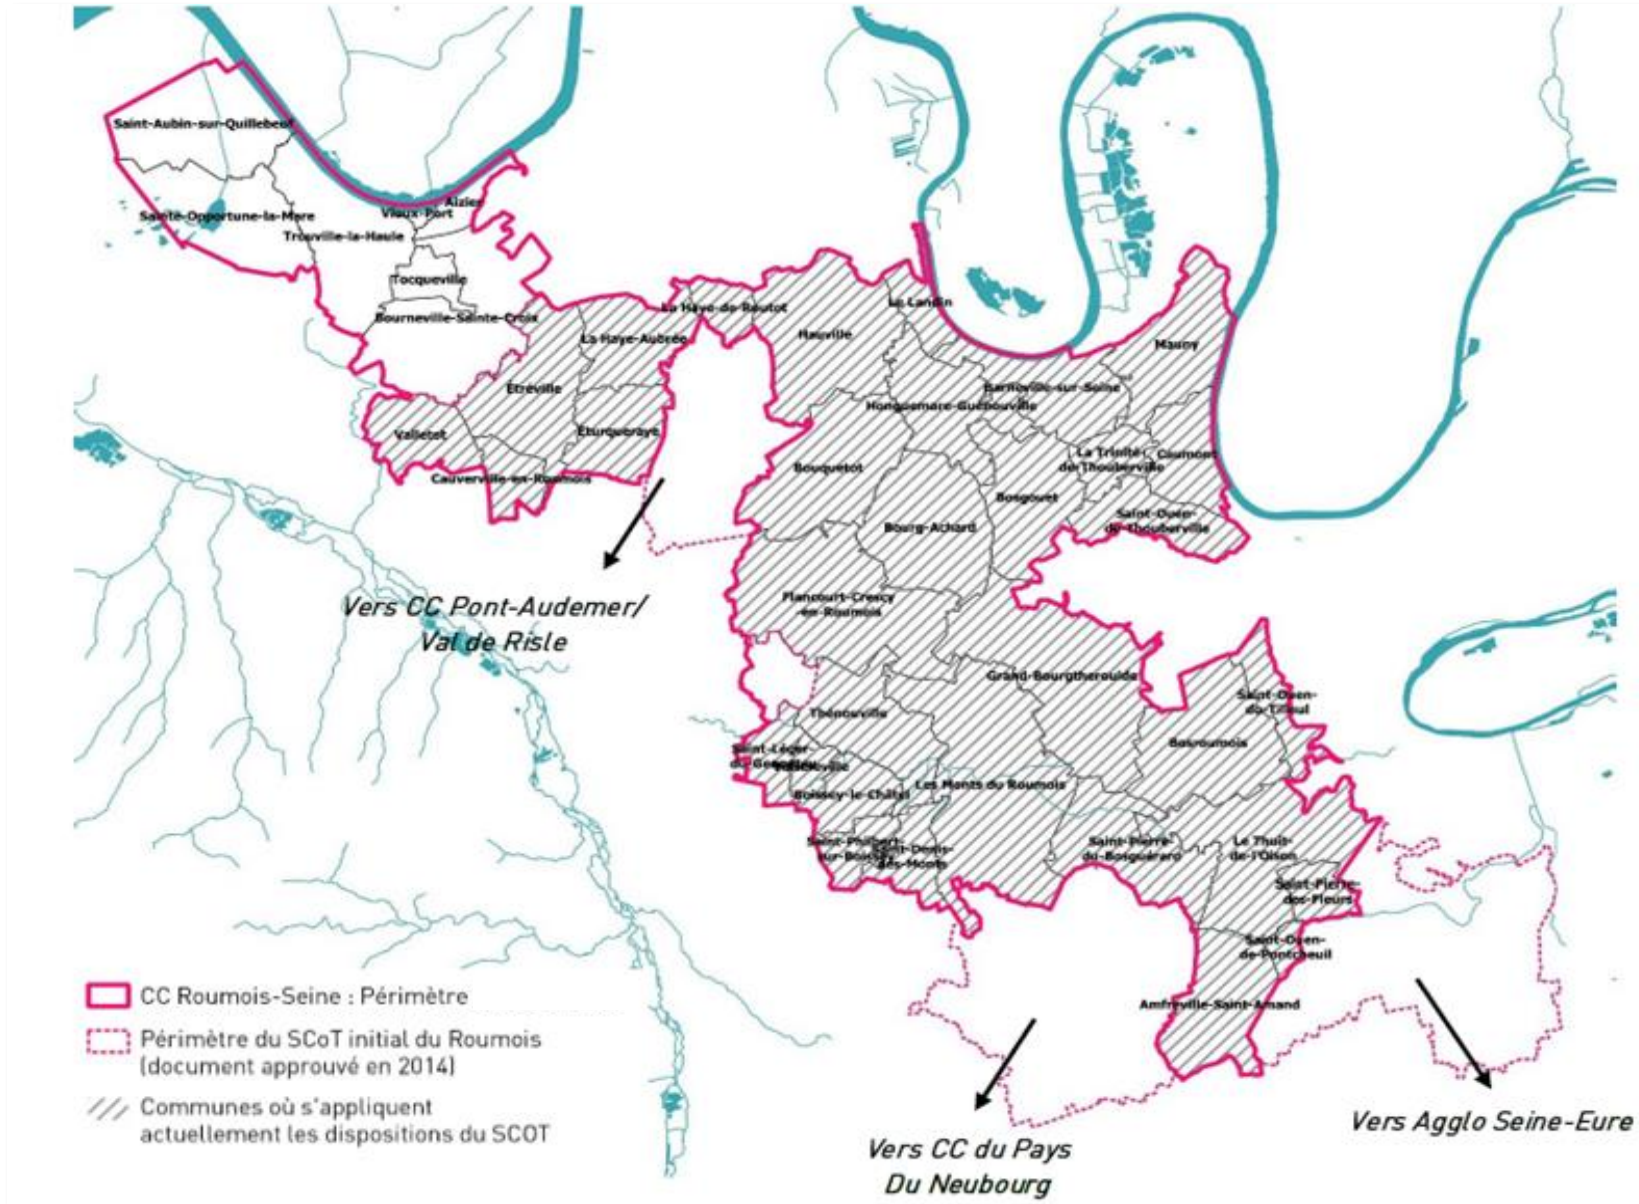 Saint-Aubin-sur-Quillebeuf
Sainte-Opportune-la-Mare
Aizier
Vieux-Port
Trouville-la-Haule
Tocqueville
Bourneville-Sainte-Croix
La Haye-de-Routot
Le Landin
La Haye-Aubrée
Hauville
Mauny
Étréville
Barneville-sur-Seine
Honguemare-Guenouville
Valletot
Éturqueraye
La Trinité-
de-Thouberville
Caumont
Bouquetot
Cauverville-en-Roumois
Bosgouet
Saint-Ouen-
de-Thouberville
Bourg-Achard
Flancourt-Crescy
-en-Roumois
Vers CC Pont-Audemer/
Val de Risle
Grand-Bourgtheroulde
Saint-Ouen-
du-Tilleul
Thénouville
Bosroumois
Saint-Léger-
Les Monts du Roumois
Boissey-le-Châtel
Saint-Philbert-
sur-Boissey
Saint-Denis-
des-Monts
Saint-Pierre-
du-Bosguérard
Le Thuit-
de-l'Oison
Saint-Pierre-
des-Fleurs
Saint-Ouen-
de-Pontcheuil
Amfreville-Saint-Amand
CC Roumois-Seine : Périmètre
Périmètre du SCoT initial du Roumois
(document approuvé en 2014)
Communes où s'appliquent
actuellement les dispositions du SCOT
Vers CC du Pays
Du Neubourg
Vers Agglo Seine-Eure